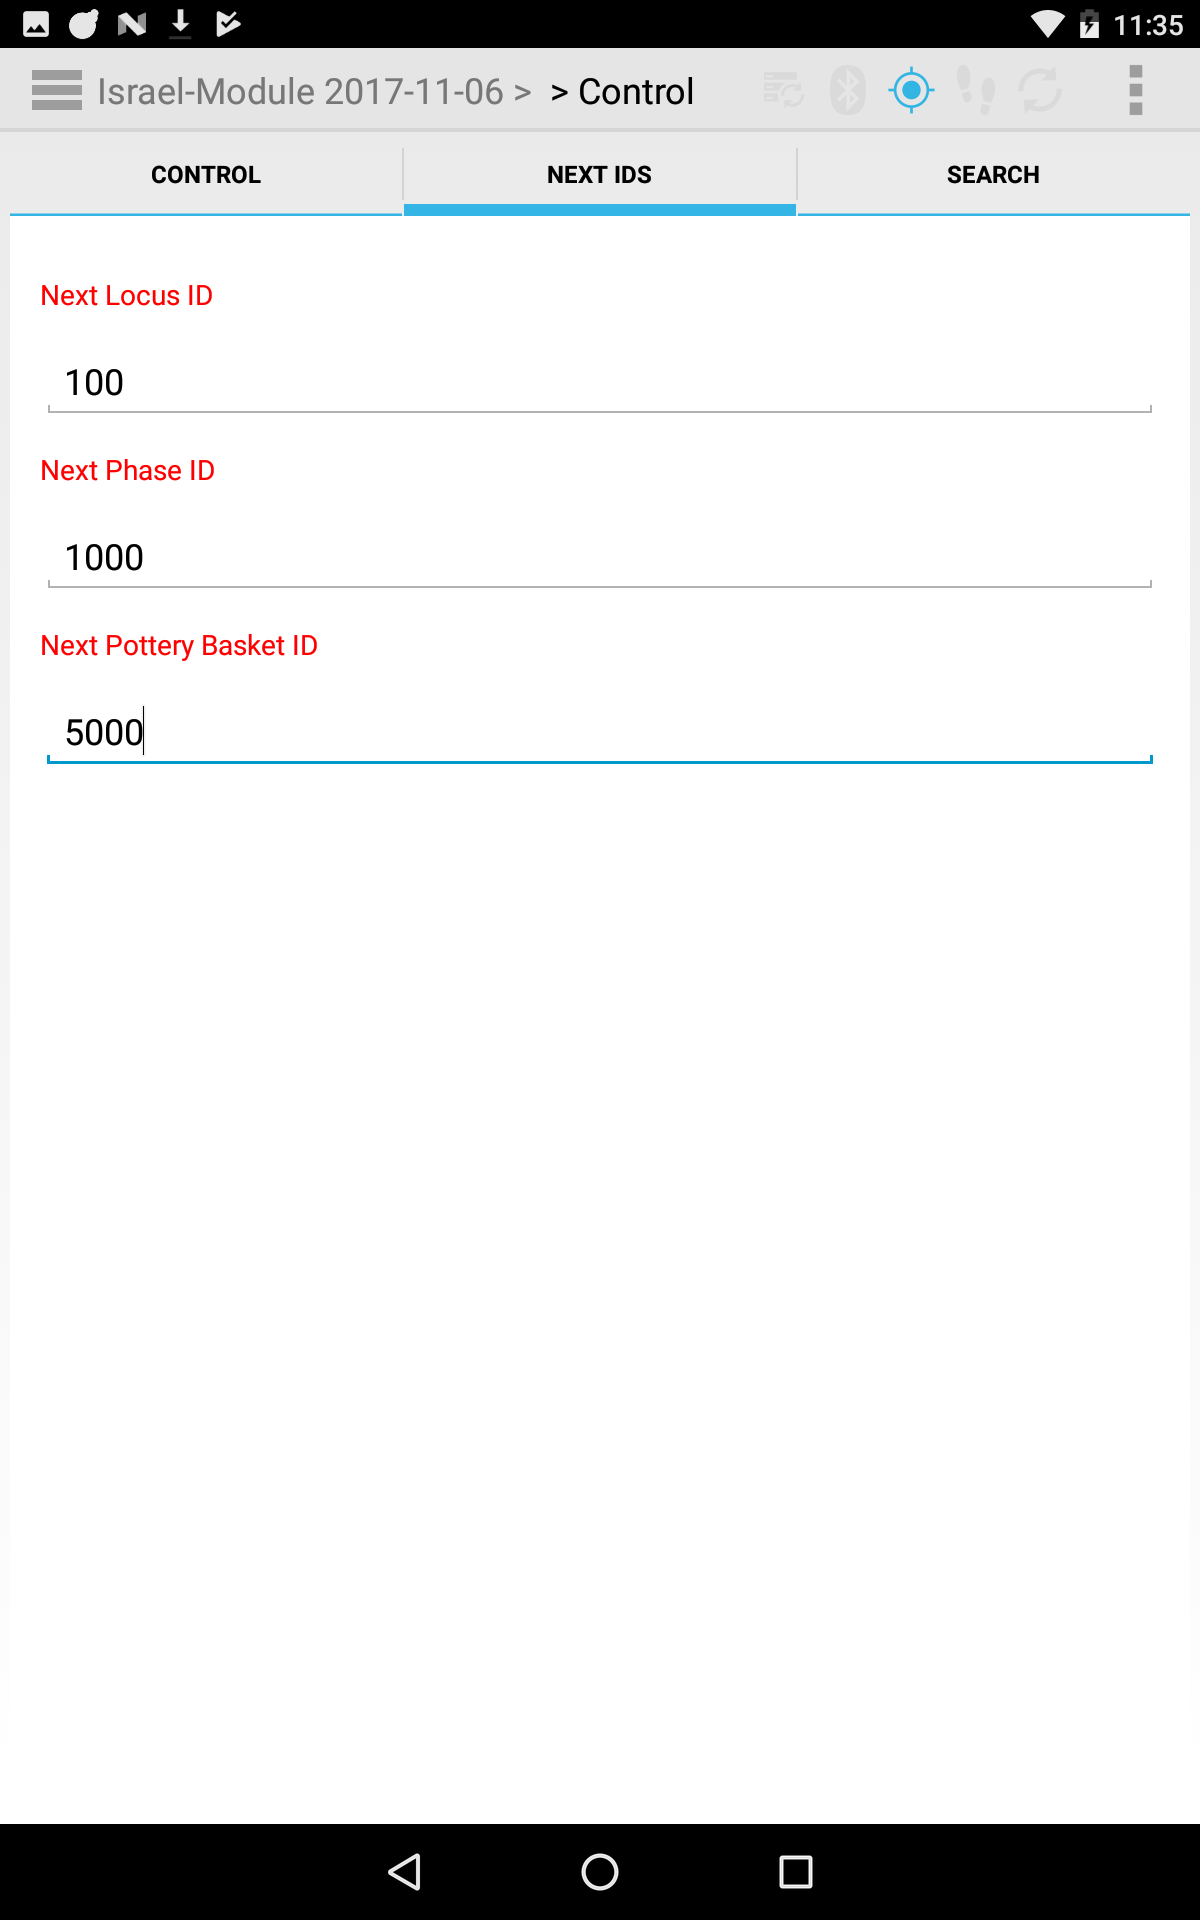 11:35
Israel-Module 2017-11-06 > > Control
CONTROL
NEXT IDS
SEARCH
Next Locus ID
100
Next Phase ID
1000
Next Pottery Basket ID
5000